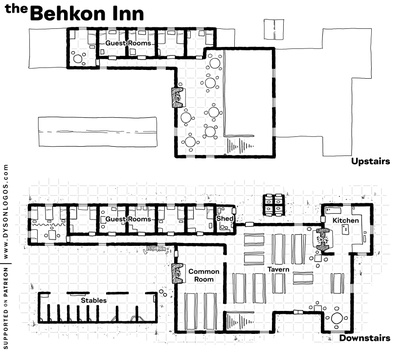 the Behkon Inn
Guest Rooms
Upstairs
Guest Rooms
Shed
Kitchen
Common
Room
Tavern
Stables
Downstairs
SUPPORTED ON PATREON | WWW.DYSONLOGOS.COM